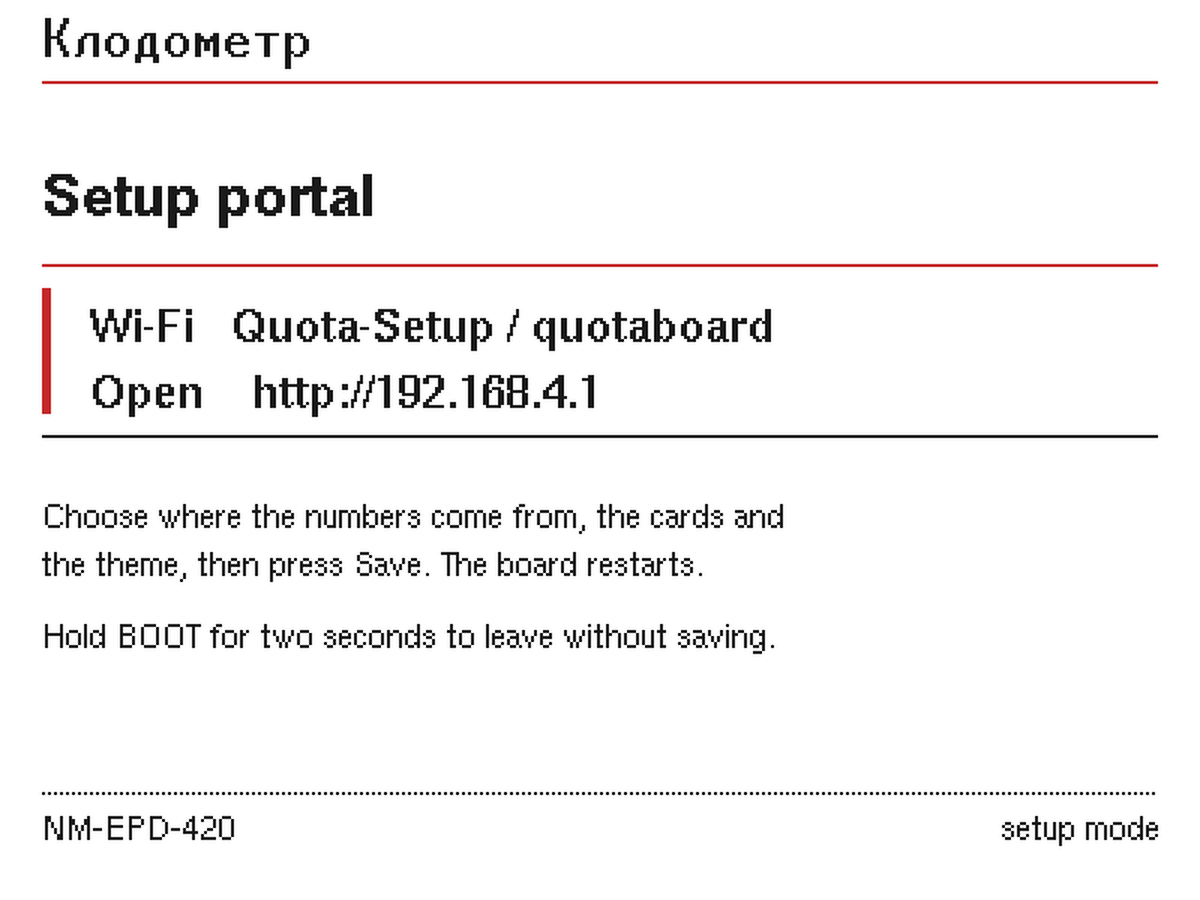 Клодометр
Setup portal
Wi-Fi Quota-Setup / quotaboard
Open http://192.168.4.1
Choose where the numbers come from, the cards and
the theme, then press Save. The board restarts.
Hold BOOT for two seconds to leave without saving.
NM-EPD-420 setup mode